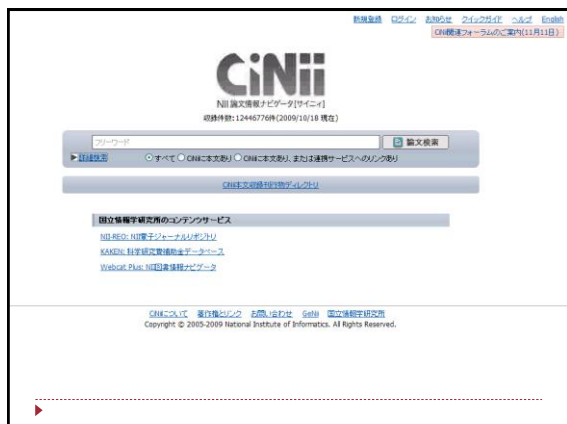 新規登録 ログイン お知らせ クイックガイド ヘルプ English
CiNii関連フォーラムのご案内(11月11日)
CiNii
NII論文情報ナビゲータ[サイニィ]
収録件数:12446776件(2009/10/18 現在)
フリーワード 論文検索
詳細検索 すべて CiNiiに本文あり CiNiiに本文あり、または連携サービスへのリンクあり
CiNii本文収録刊行物ディレクトリ
国立情報学研究所のコンテンツサービス
NII-REO: NII電子ジャーナルリポジトリ
KAKEN: 科学研究費補助金データベース
Webcat Plus: NII図書情報ナビゲータ
CiNiiについて 著作権とリンク お問い合わせ GeNii 国立情報学研究所
Copyright © 2005-2009 National Institute of Informatics. All Rights Reserved.